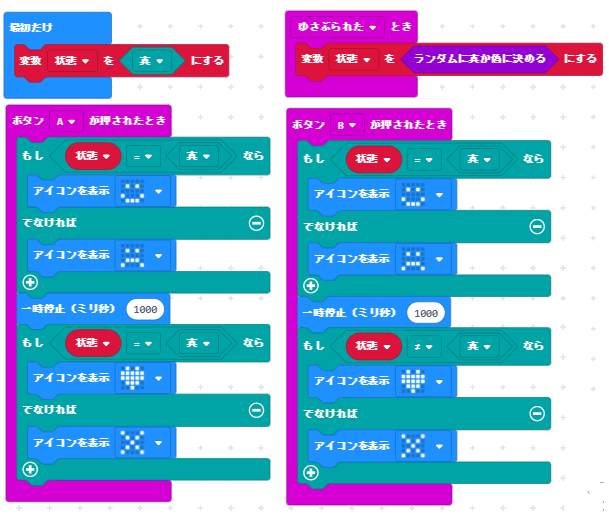 最初だけ
変数 状態 を 真 にする
ゆさぶられた とき
変数 状態 を ランダムに真か偽に決める にする
ボタン A が押されたとき
もし 状態 = 真 なら
アイコンを表示
でなければ
アイコンを表示
一時停止（ミリ秒） 1000
もし 状態 = 真 なら
アイコンを表示
でなければ
アイコンを表示
ボタン B が押されたとき
もし 状態 = 真 なら
アイコンを表示
でなければ
アイコンを表示
一時停止（ミリ秒） 1000
もし 状態 ≠ 真 なら
アイコンを表示
でなければ
アイコンを表示